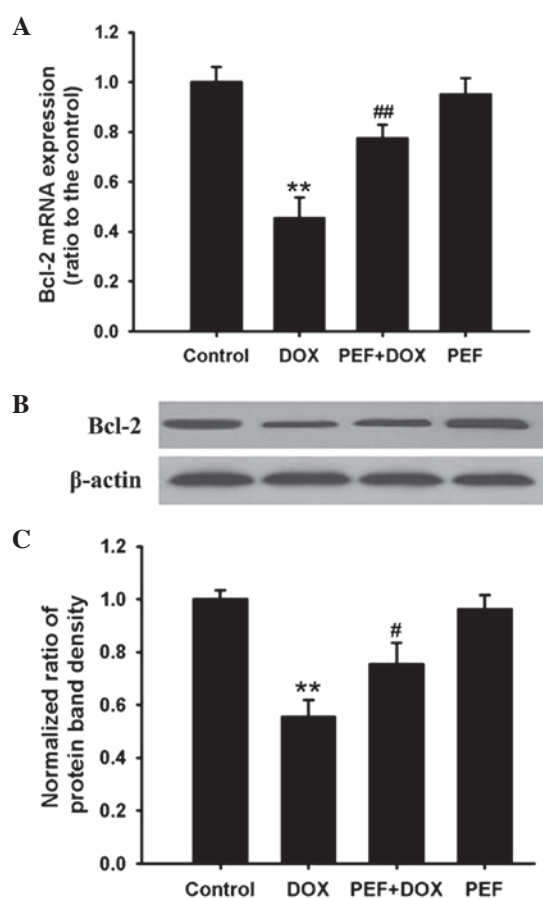 A
Bcl-2 mRNA expression
(ratio to the control)
1.2
1.0
0.8
0.6
0.4
0.2
0.0
**
##
Control DOX PEF+DOX PEF
B
Bcl-2
β-actin
C
Normalized ratio of
protein band density
1.2
1.0
0.8
0.6
0.4
0.2
0.0
**
#
Control DOX PEF+DOX PEF